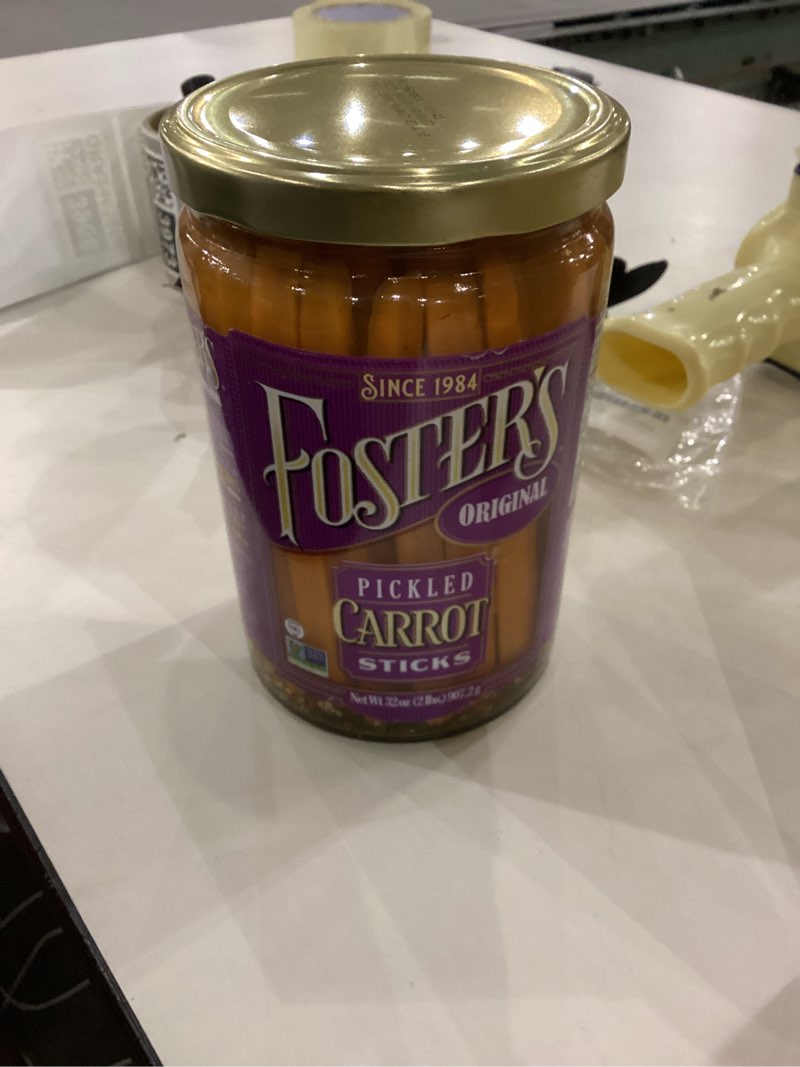 SINCE 1984
FOSTER'S
ORIGINAL
PICKLED
CARROT
STICKS
Net Wt 32oz (2 lbs.) 907.2g